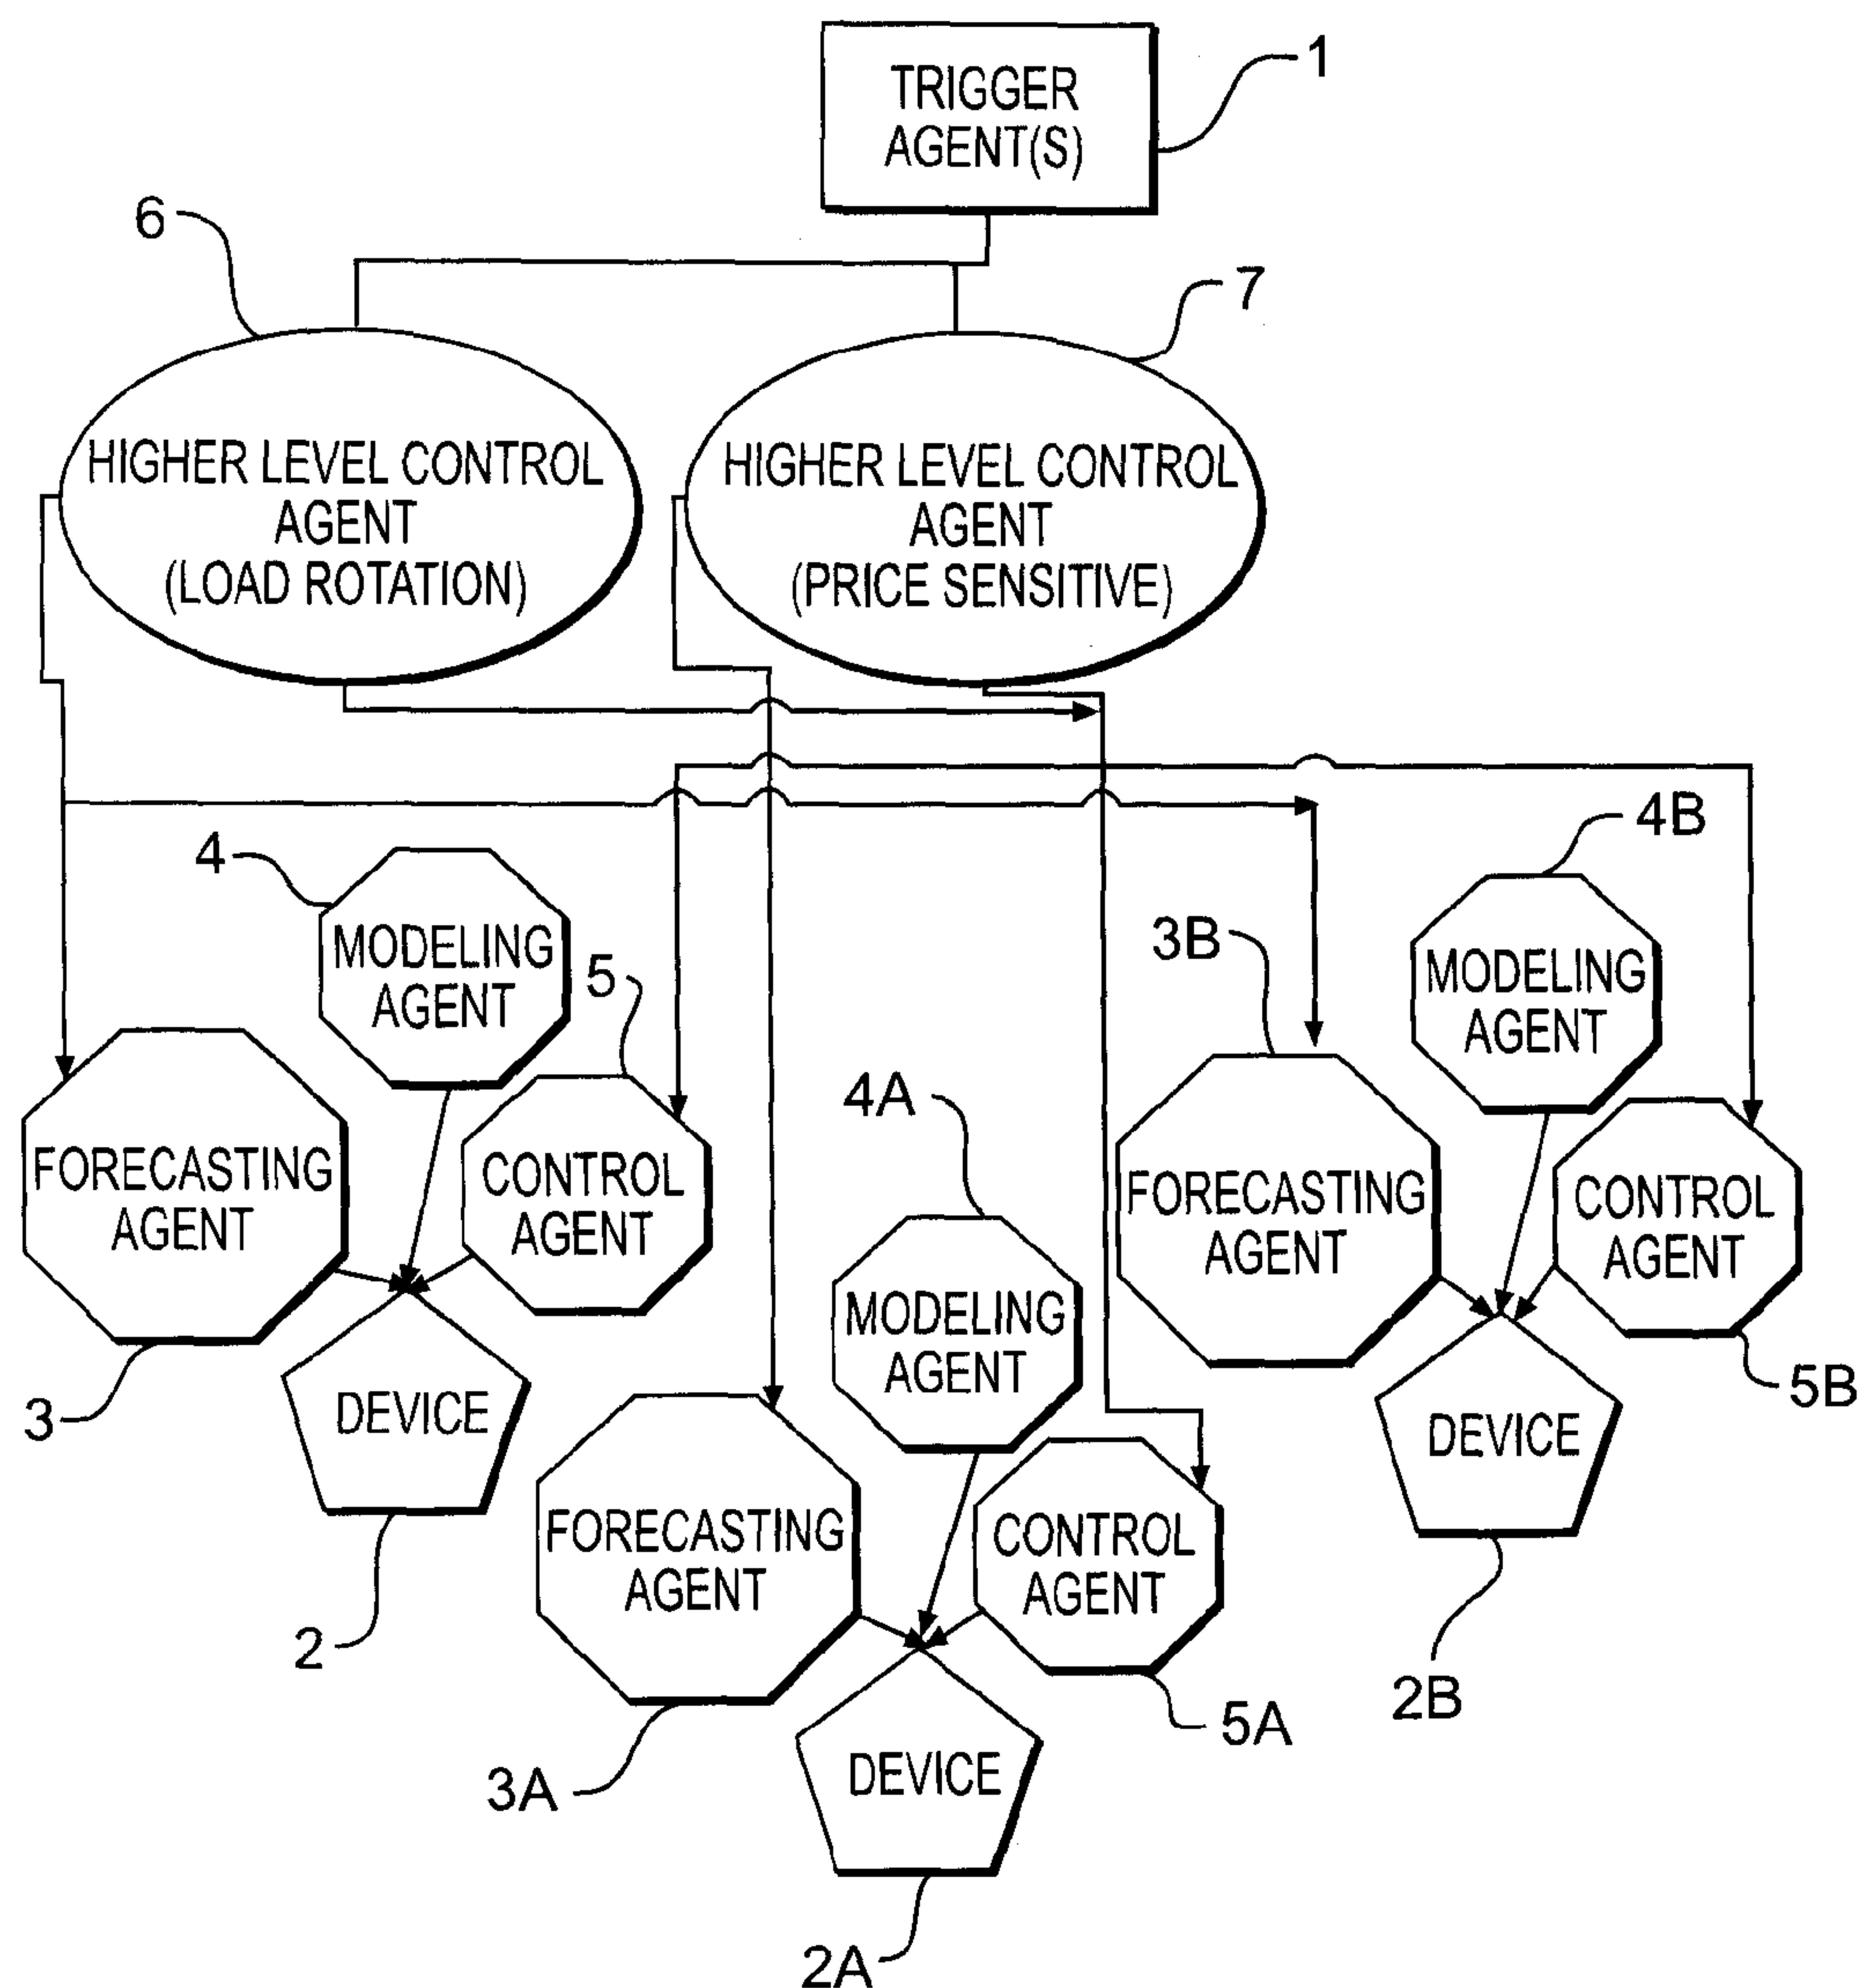 TRIGGER
AGENT(S)
1
6
7
HIGHER LEVEL CONTROL
AGENT
(LOAD ROTATION)
HIGHER LEVEL CONTROL
AGENT
(PRICE SENSITIVE)
4
MODELING
AGENT
5
FORECASTING
AGENT
3
CONTROL
AGENT
DEVICE
2
4A
MODELING
AGENT
FORECASTING
AGENT
3A
CONTROL
AGENT
5A
DEVICE
2A
4B
MODELING
AGENT
3B
FORECASTING
AGENT
CONTROL
AGENT
5B
DEVICE
2B